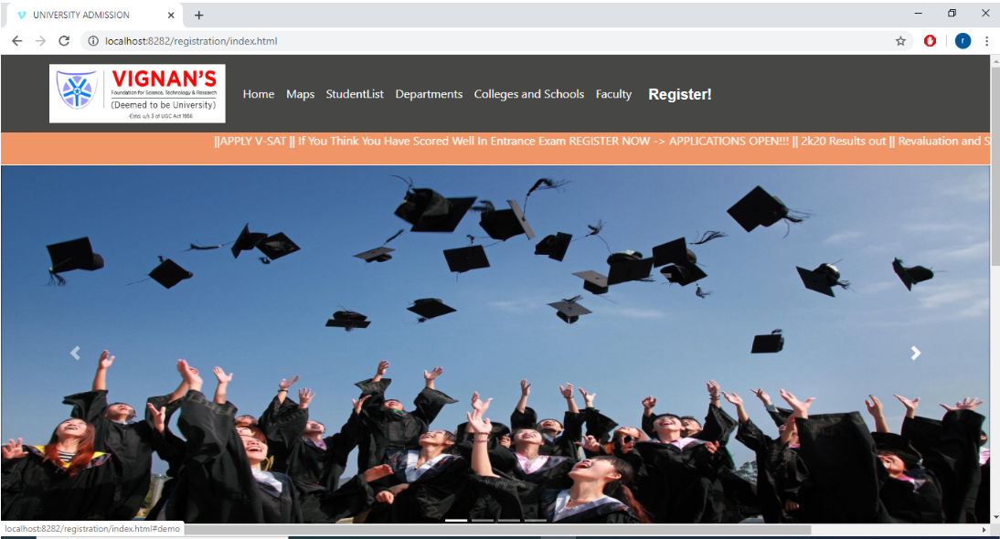 UNIVERSITY ADMISSION
localhost:8282/registration/index.html
r
VIGNAN'S
Foundation for Science, Technology & Research
(Deemed to be University)
-Estd. u/s 3 of UGC Act 1956
Home Maps StudentList Departments Colleges and Schools Faculty Register!
||APPLY V-SAT || If You Think You Have Scored Well In Entrance Exam REGISTER NOW -> APPLICATIONS OPEN!!! || 2k20 Results out || Revaluation and S
localhost:8282/registration/index.html#demo